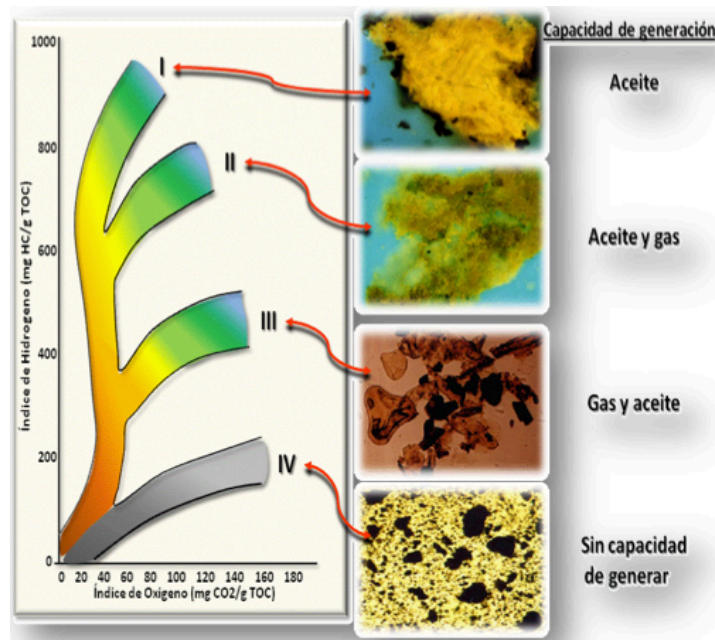 Capacidad de generación
1000
800
600
400
200
0
Índice de Hidrogeno (mg HC/g TOC)
I
II
III
IV
Aceite
Aceite y gas
Gas y aceite
Sin capacidad
de generar
0 20 40 60 80 100 120 140 160 180
Índice de Oxigeno (mg CO2/g TOC)